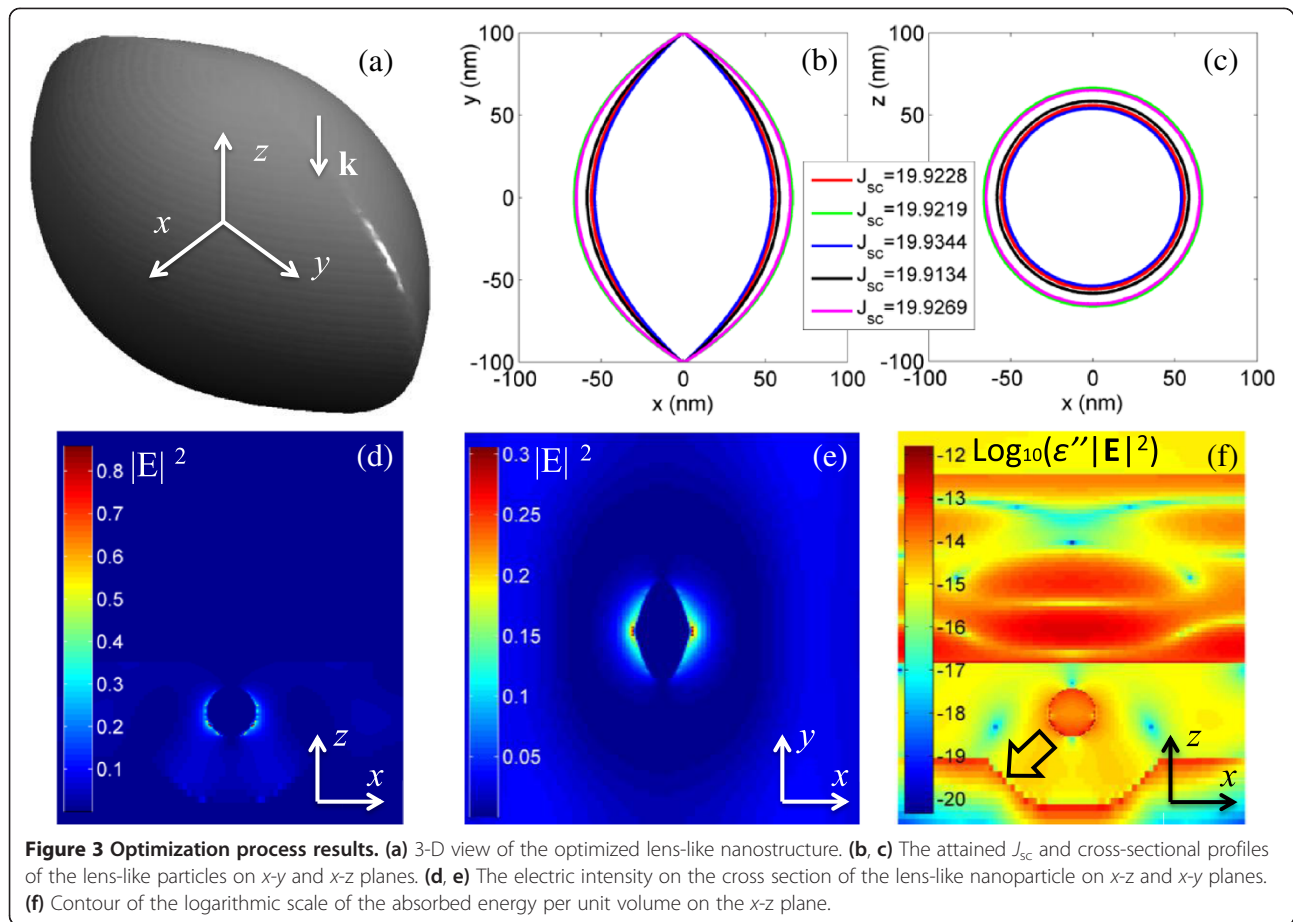 (a)
z
k
x
y
(b)
y (nm)
100
50
0
-50
-100
-100
-50
0
50
100
x (nm)
(c)
z (nm)
100
50
0
-50
-100
-100
-50
0
50
100
x (nm)
J_sc=19.9228
J_sc=19.9219
J_sc=19.9344
J_sc=19.9134
J_sc=19.9269
|E| ²
(d)
0.8
0.7
0.6
0.5
0.4
0.3
0.2
0.1
z
x
|E| ²
(e)
0.3
0.25
0.2
0.15
0.1
0.05
y
x
Log₁₀(ε″|E|²)
(f)
-12
-13
-14
-15
-16
-17
-18
-19
-20
z
x
Figure 3 Optimization process results. (a) 3-D view of the optimized lens-like nanostructure. (b, c) The attained J_sc and cross-sectional profiles
of the lens-like particles on x-y and x-z planes. (d, e) The electric intensity on the cross section of the lens-like nanoparticle on x-z and x-y planes.
(f) Contour of the logarithmic scale of the absorbed energy per unit volume on the x-z plane.